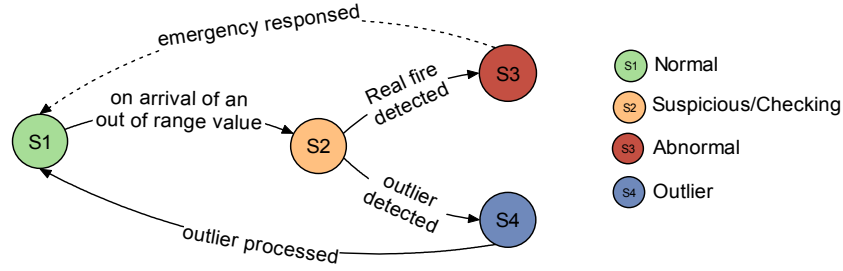 emergency responsed
on arrival of an
out of range value
Real fire
detected
outlier
detected
outlier processed
S1
S2
S3
S4
S1 Normal
S2 Suspicious/Checking
S3 Abnormal
S4 Outlier